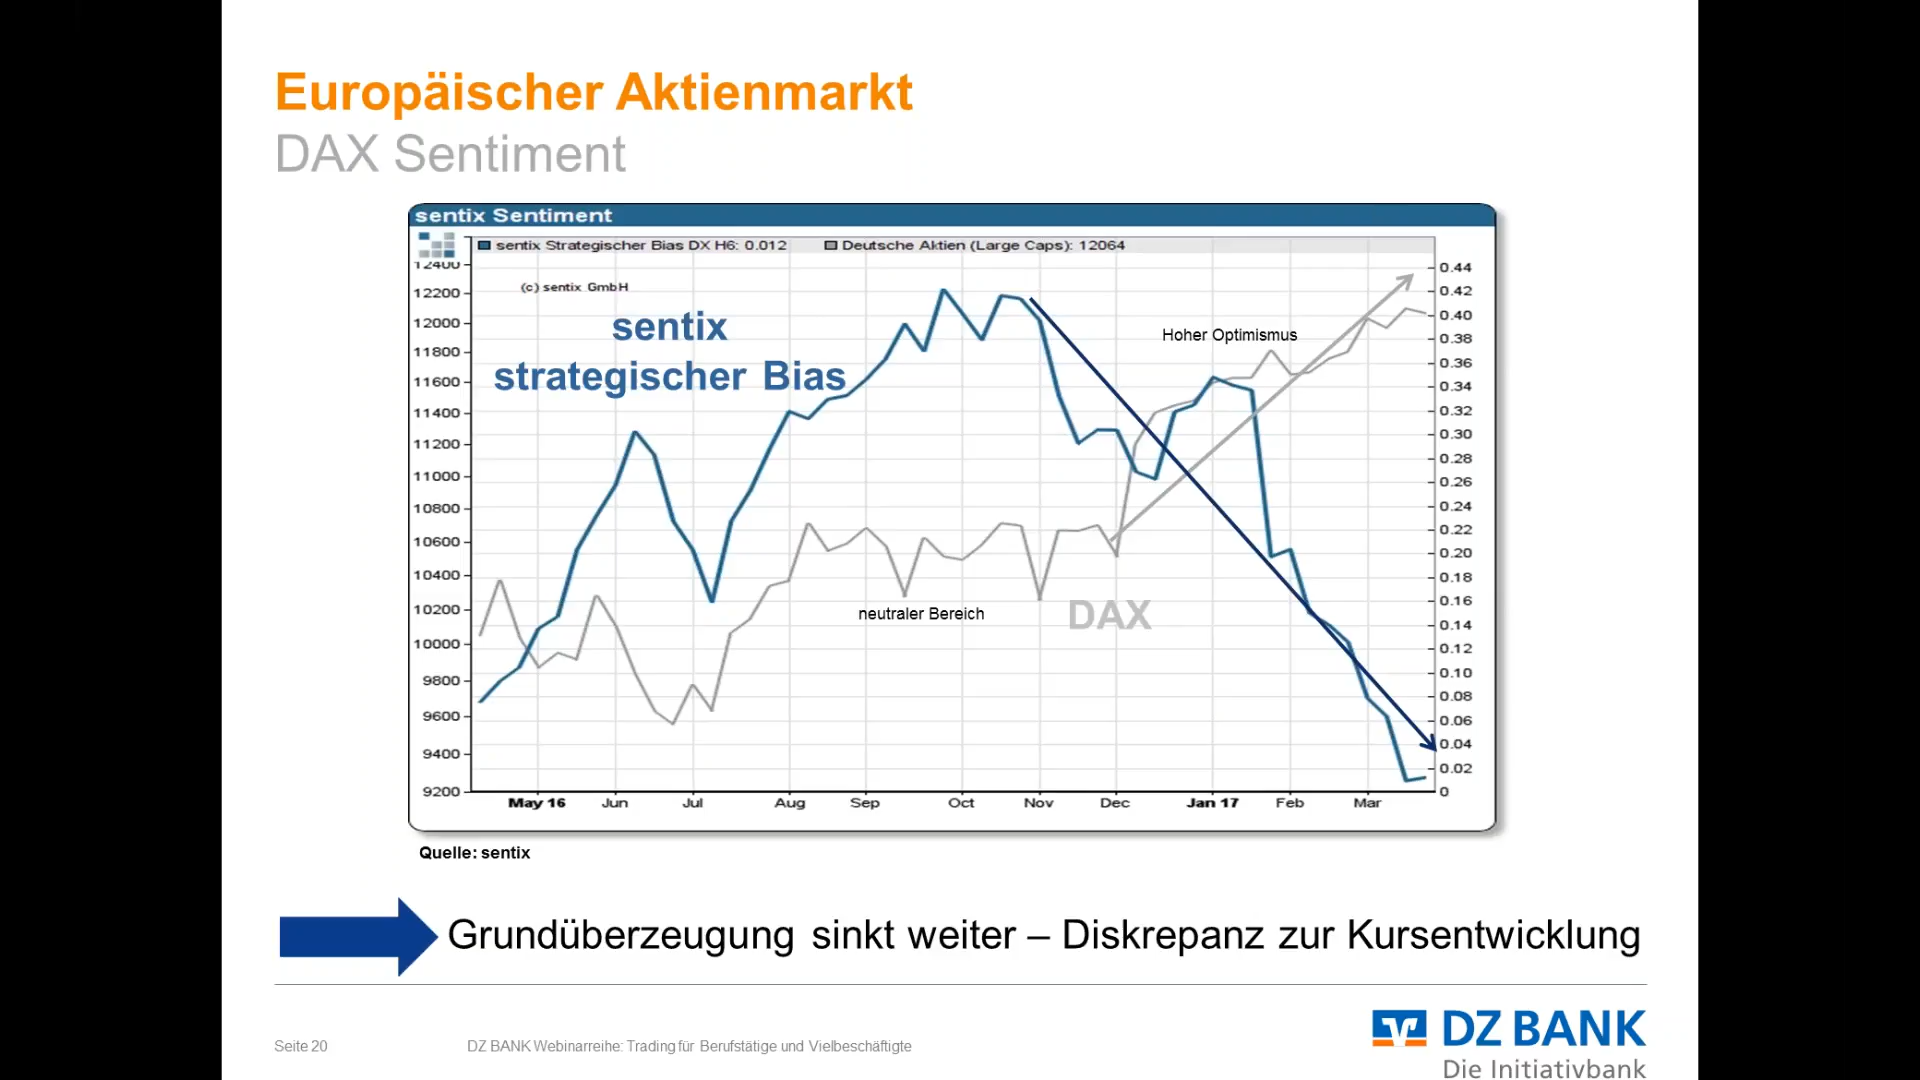 Europäischer Aktienmarkt
DAX Sentiment
sentix Sentiment
sentix Strategischer Bias DX H6: 0.012
Deutsche Aktien (Large Caps): 12064
(c) sentix GmbH
sentix
strategischer Bias
Hoher Optimismus
neutraler Bereich
DAX
12400
12200
12000
11800
11600
11400
11200
11000
10800
10600
10400
10200
10000
9800
9600
9400
9200
0.44
0.42
0.40
0.38
0.36
0.34
0.32
0.30
0.28
0.26
0.24
0.22
0.20
0.18
0.16
0.14
0.12
0.10
0.08
0.06
0.04
0.02
0
May 16 Jun Jul Aug Sep Oct Nov Dec Jan 17 Feb Mar
Quelle: sentix
Grundüberzeugung sinkt weiter – Diskrepanz zur Kursentwicklung
Seite 20
DZ BANK Webinarreihe: Trading für Berufstätige und Vielbeschäftigte
DZ BANK
Die Initiativbank